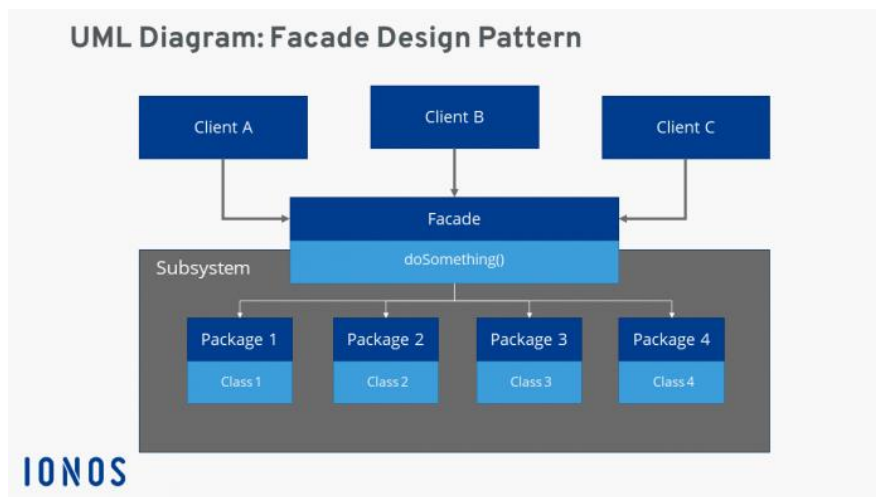 UML Diagram: Facade Design Pattern
Client A
Client B
Client C
Facade
doSomething()
Subsystem
Package 1
Package 2
Package 3
Package 4
Class 1
Class 2
Class 3
Class 4
IONOS